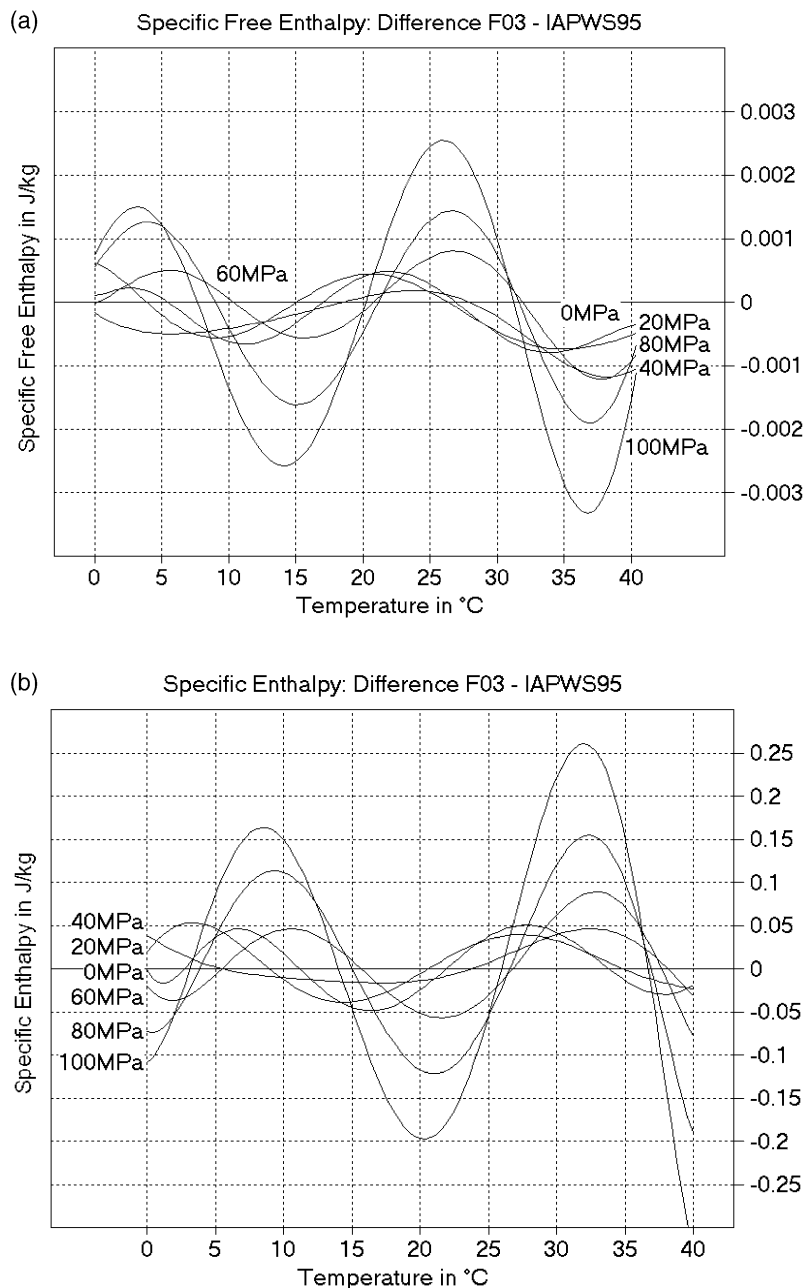 (a)
Specific Free Enthalpy: Difference F03 - IAPWS95
Specific Free Enthalpy in J/kg
0.003
0.002
0.001
0
-0.001
-0.002
-0.003
60MPa
0MPa
20MPa
80MPa
40MPa
100MPa
0 5 10 15 20 25 30 35 40
Temperature in °C
(b)
Specific Enthalpy: Difference F03 - IAPWS95
Specific Enthalpy in J/kg
40MPa
20MPa
0MPa
60MPa
80MPa
100MPa
0.25
0.2
0.15
0.1
0.05
0
-0.05
-0.1
-0.15
-0.2
-0.25
0 5 10 15 20 25 30 35 40
Temperature in °C